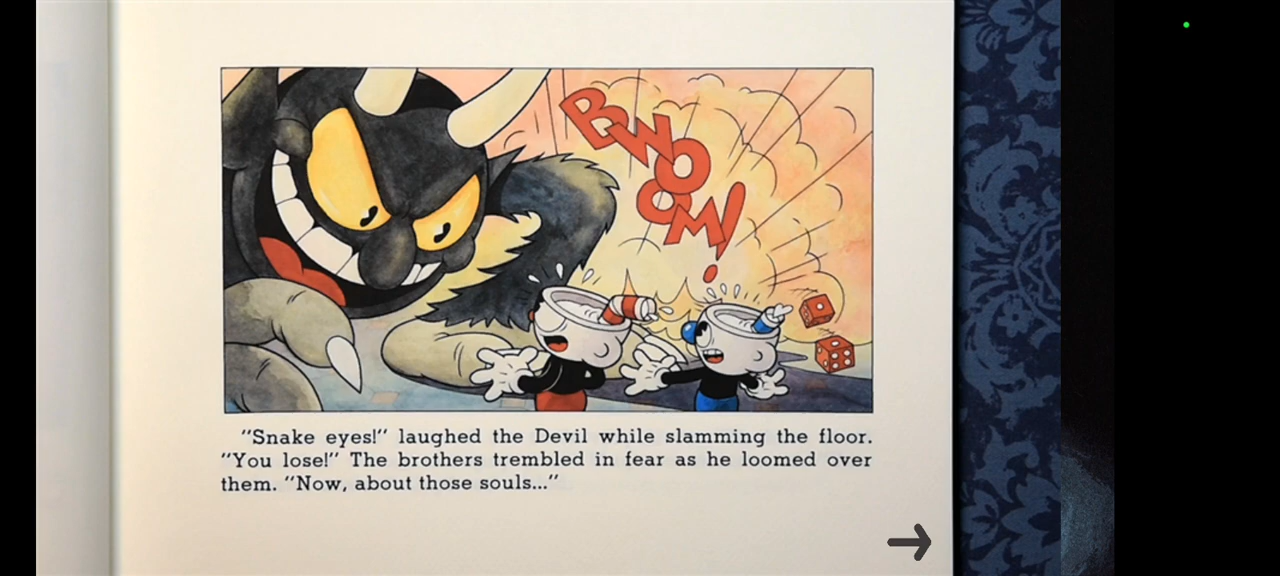 BWOOM!
“Snake eyes!“ laughed the Devil while slamming the floor.
“You lose!” The brothers trembled in fear as he loomed over
them. “Now, about those souls...”